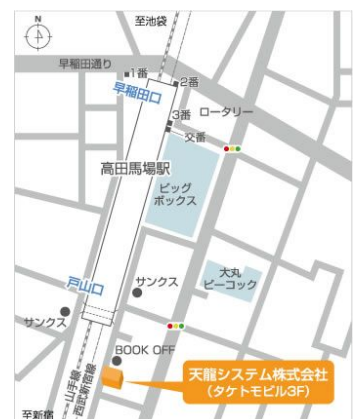 至池袋
N
早稲田通り
1番
2番
早稲田口
ロータリー
3番
交番
高田馬場駅
ビッグ
ボックス
戸山口
サンクス
大丸
ピーコック
サンクス
BOOK OFF
天龍システム株式会社
(タケトモビル3F)
山手線
西武新宿線
至新宿